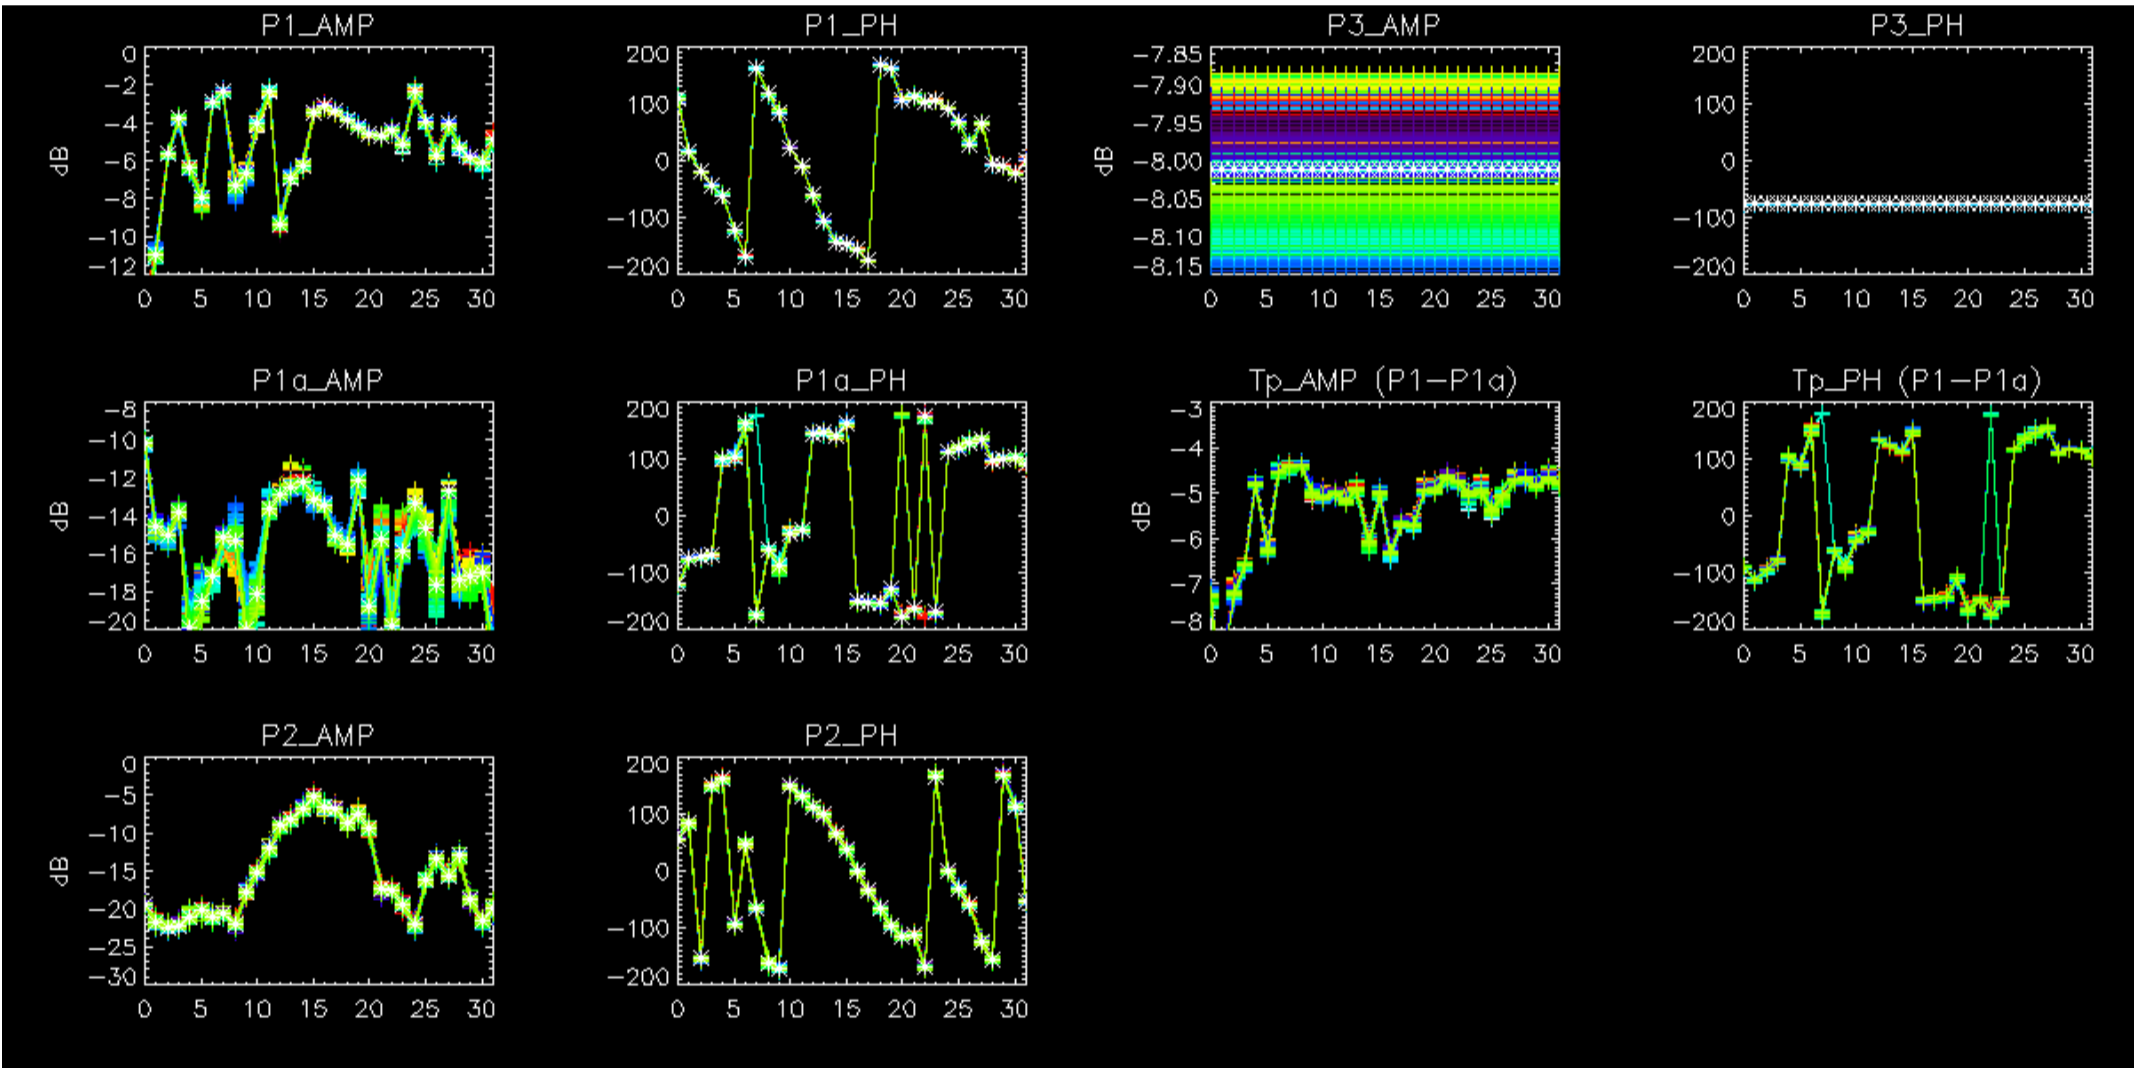 P1_AMP P1_PH P3_AMP P3_PH
dB 0 −2 −4 −6 −8 −10 −12
0 5 10 15 20 25 30
200 100 0 −100 −200
0 5 10 15 20 25 30
dB −7.85 −7.90 −7.95 −8.00 −8.05 −8.10 −8.15
0 5 10 15 20 25 30
200 100 0 −100 −200
0 5 10 15 20 25 30
P1a_AMP P1a_PH Tp_AMP (P1−P1a) Tp_PH (P1−P1a)
dB −8 −10 −12 −14 −16 −18 −20
0 5 10 15 20 25 30
200 100 0 −100 −200
0 5 10 15 20 25 30
dB −3 −4 −5 −6 −7 −8
0 5 10 15 20 25 30
200 100 0 −100 −200
0 5 10 15 20 25 30
P2_AMP P2_PH
dB 0 −5 −10 −15 −20 −25 −30
0 5 10 15 20 25 30
200 100 0 −100 −200
0 5 10 15 20 25 30